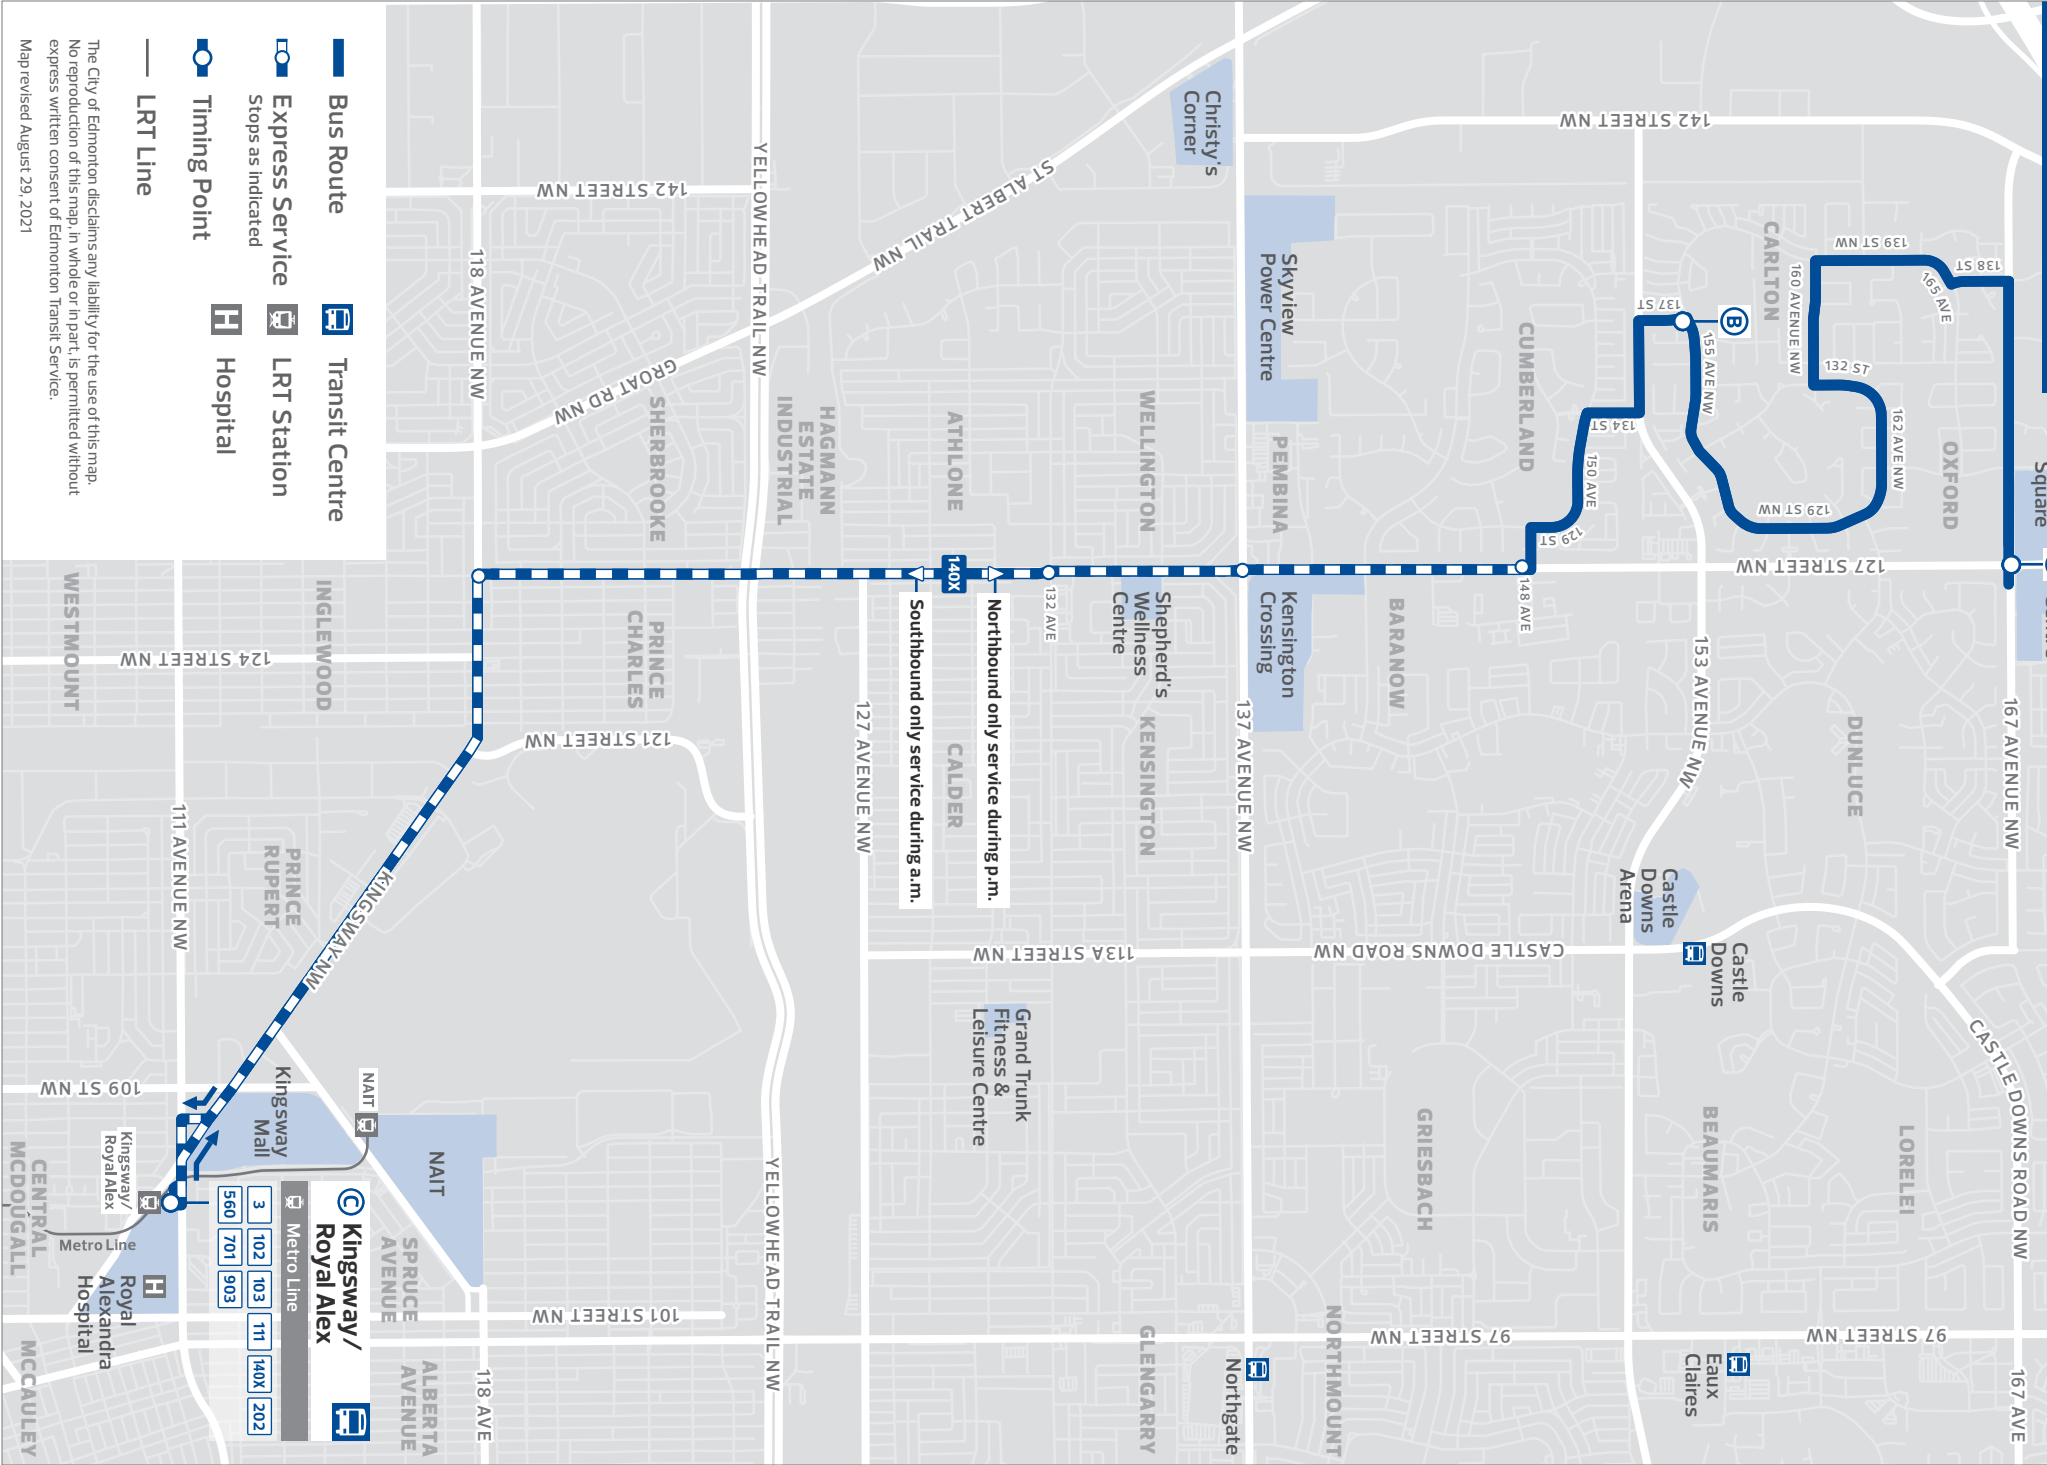 Bus Route
Express Service
Stops as indicated
Timing Point
LRT Line
Transit Centre
LRT Station
Hospital
The City of Edmonton disclaims any liability for the use of this map.
No reproduction of this map, in whole or in part, is permitted without
express written consent of Edmonton Transit Service.
Map revised August 29, 2021
Square
167 AVENUE NW
167 AVE
138 ST
165 AVE
139 ST NW
160 AVENUE NW
132 ST
162 AVE NW
129 ST NW
155 AVE NW
137 ST
B
134 ST
150 AVE
129 ST
148 AVE
142 STREET NW
CARLTON
OXFORD
CUMBERLAND
127 STREET NW
DUNLUCE
153 AVENUE NW
CASTLE DOWNS ROAD NW
LORELEI
BEAUMARIS
Castle
Downs
Castle
Downs
Arena
CASTLE DOWNS ROAD NW
97 STREET NW
Eaux
Claires
BARANOW
GRIESBACH
97 STREET NW
NORTHMOUNT
Christy's
Corner
Skyview
Power Centre
PEMBINA
Kensington
Crossing
137 AVENUE NW
Northgate
WELLINGTON
Shepherd's
Wellness
Centre
KENSINGTON
GLENGARRY
132 AVE
113A STREET NW
Grand Trunk
Fitness &
Leisure Centre
ST ALBERT TRAIL NW
ATHLONE
140X
Northbound only service during p.m.
Southbound only service during a.m.
CALDER
127 AVENUE NW
HAGMANN
ESTATE
INDUSTRIAL
YELLOWHEAD TRAIL NW
YELLOWHEAD TRAIL NW
142 STREET NW
GROAT RD NW
SHERBROOKE
PRINCE
CHARLES
121 STREET NW
101 STREET NW
118 AVENUE NW
118 AVE
KINGSWAY NW
INGLEWOOD
124 STREET NW
WESTMOUNT
PRINCE
RUPERT
111 AVENUE NW
109 ST NW
Kingsway
Mall
NAIT
NAIT
C Kingsway/
Royal Alex
Metro Line
3 102 103 111 140X 202
560 701 903
SPRUCE
AVENUE
ALBERTA
AVENUE
Kingsway/
Royal Alex
Metro Line
H
Royal
Alexandra
Hospital
CENTRAL
MCDOUGALL
MCCAULEY
H